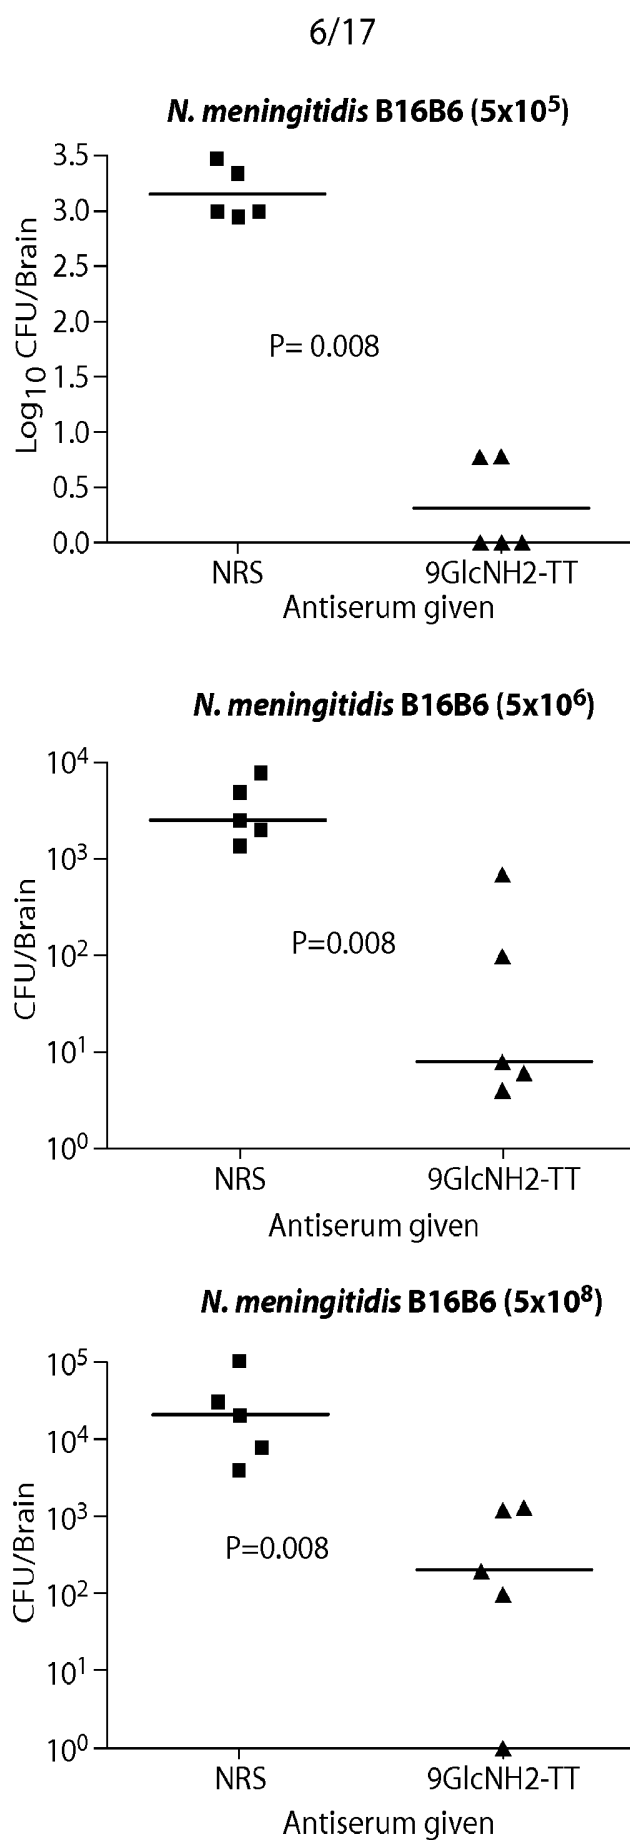 6/17
N. meningitidis B16B6 (5x10⁵)
Log₁₀ CFU/Brain
3.5
3.0
2.5
2.0
1.5
1.0
0.5
0.0
P= 0.008
NRS
9GlcNH2-TT
Antiserum given
N. meningitidis B16B6 (5x10⁶)
CFU/Brain
10⁴
10³
10²
10¹
10⁰
P=0.008
NRS
9GlcNH2-TT
Antiserum given
N. meningitidis B16B6 (5x10⁸)
CFU/Brain
10⁵
10⁴
10³
10²
10¹
10⁰
P=0.008
NRS
9GlcNH2-TT
Antiserum given